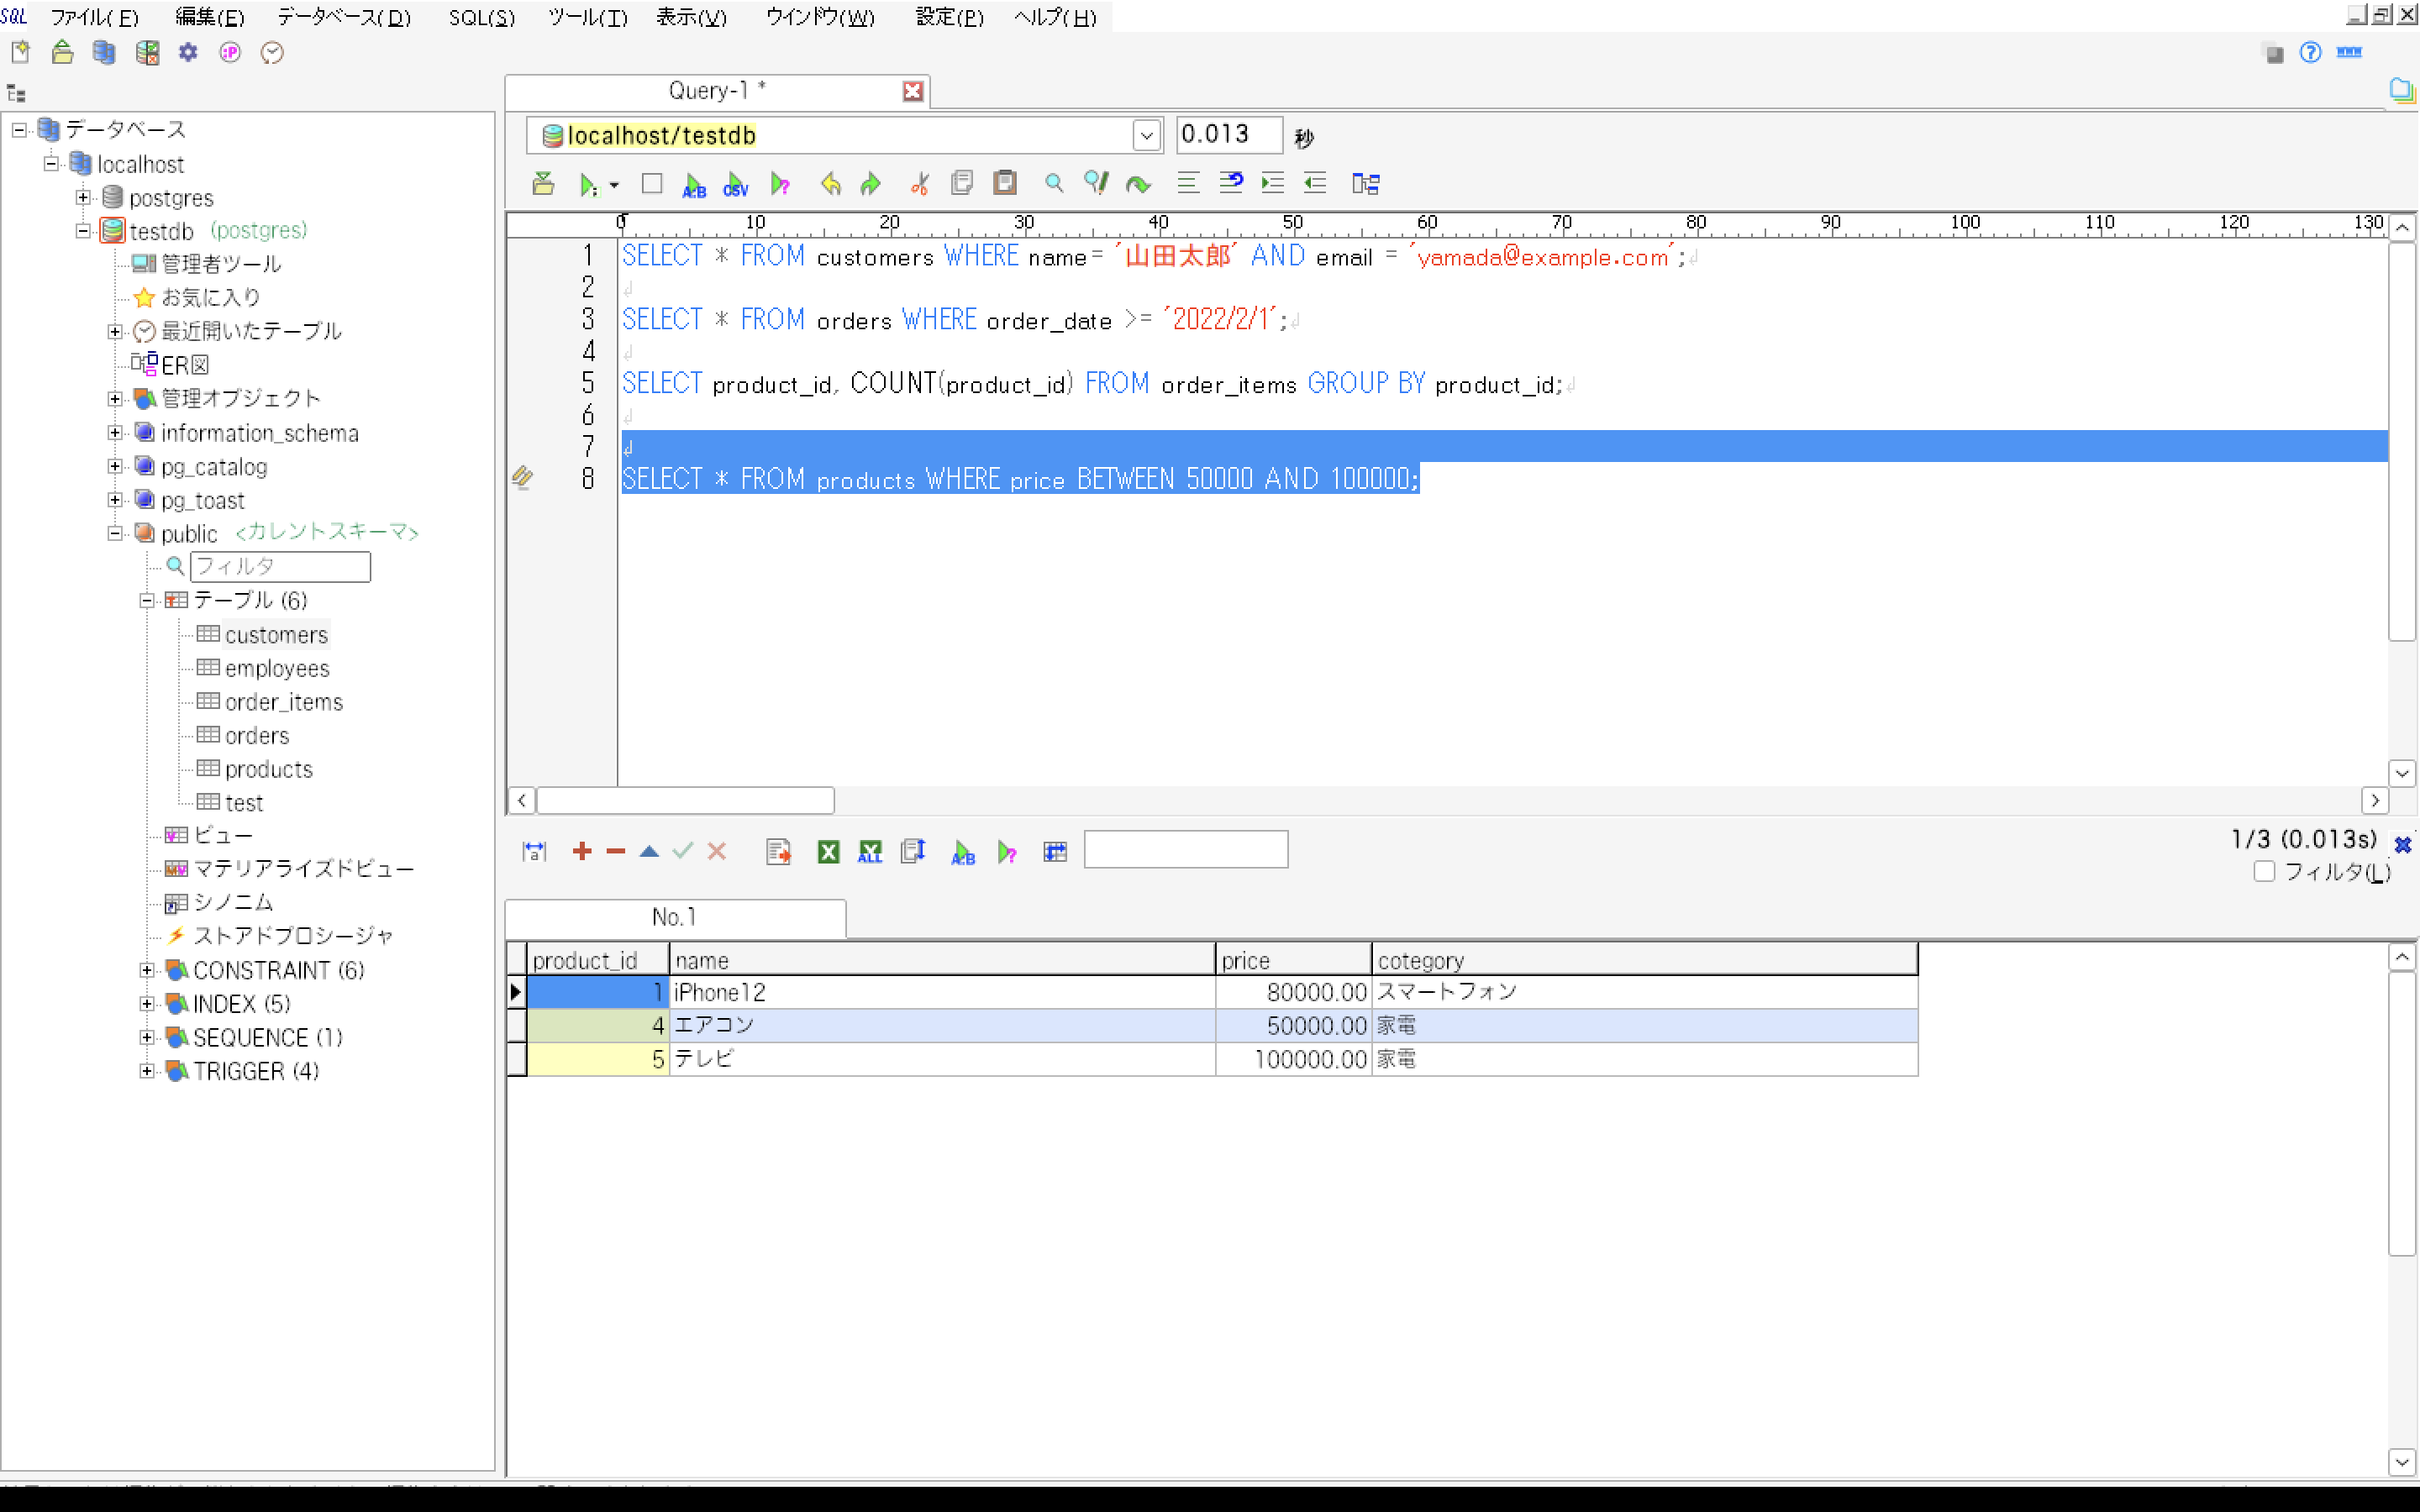 SQL ファイル(F) 編集(E) データベース(D) SQL(S) ツール(T) 表示(V) ウインドウ(W) 設定(P) ヘルプ(H)
データベース
localhost
postgres
testdb (postgres)
管理者ツール
お気に入り
最近開いたテーブル
ER図
管理オブジェクト
information_schema
pg_catalog
pg_toast
public <カレントスキーマ>
フィルタ
テーブル (6)
customers
employees
order_items
orders
products
test
ビュー
マテリアライズドビュー
シノニム
ストアドプロシージャ
CONSTRAINT (6)
INDEX (5)
SEQUENCE (1)
TRIGGER (4)
Query-1 *
localhost/testdb 0.013 秒
A:B CSV
0 10 20 30 40 50 60 70 80 90 100 110 120 130
1 SELECT * FROM customers WHERE name= '山田太郎' AND email = 'yamada@example.com';
2
3 SELECT * FROM orders WHERE order_date >= '2022/2/1';
4
5 SELECT product_id, COUNT(product_id) FROM order_items GROUP BY product_id;
6
7
8 SELECT * FROM products WHERE price BETWEEN 50000 AND 100000;
ALL A:B
1/3 (0.013s)
フィルタ(L)
No.1
product_id name price cotegory
1 iPhone12 80000.00 スマートフォン
4 エアコン 50000.00 家電
5 テレビ 100000.00 家電